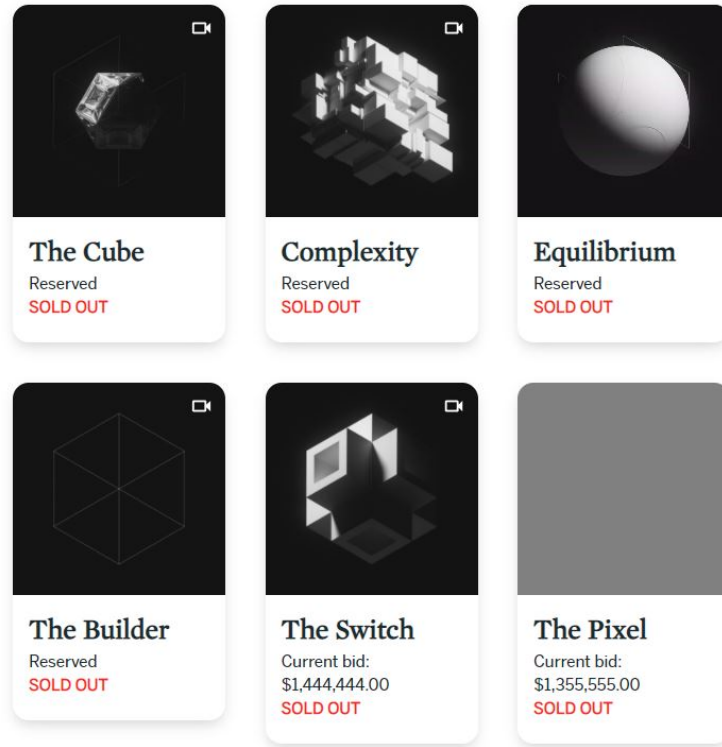 The Cube
Reserved
SOLD OUT
Complexity
Reserved
SOLD OUT
Equilibrium
Reserved
SOLD OUT
The Builder
Reserved
SOLD OUT
The Switch
Current bid:
$1,444,444.00
SOLD OUT
The Pixel
Current bid:
$1,355,555.00
SOLD OUT